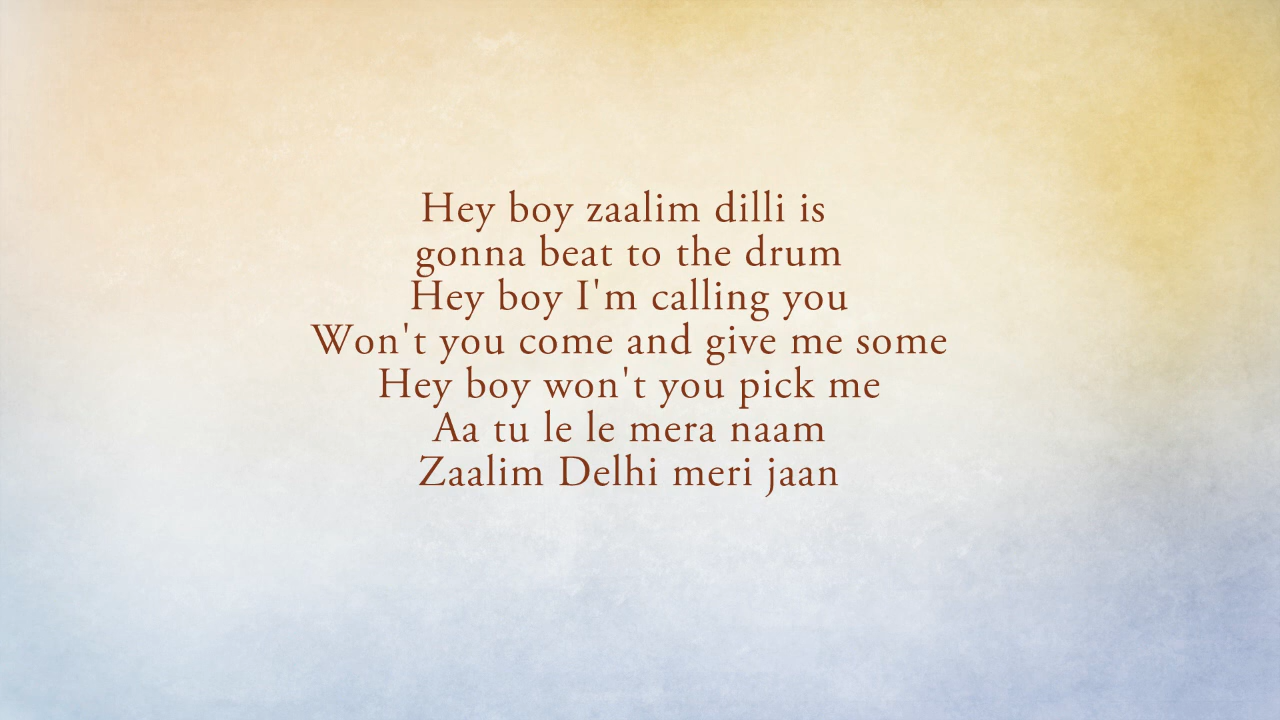 Hey boy zaalim dilli is
gonna beat to the drum
Hey boy I'm calling you
Won't you come and give me some
Hey boy won't you pick me
Aa tu le le mera naam
Zaalim Delhi meri jaan